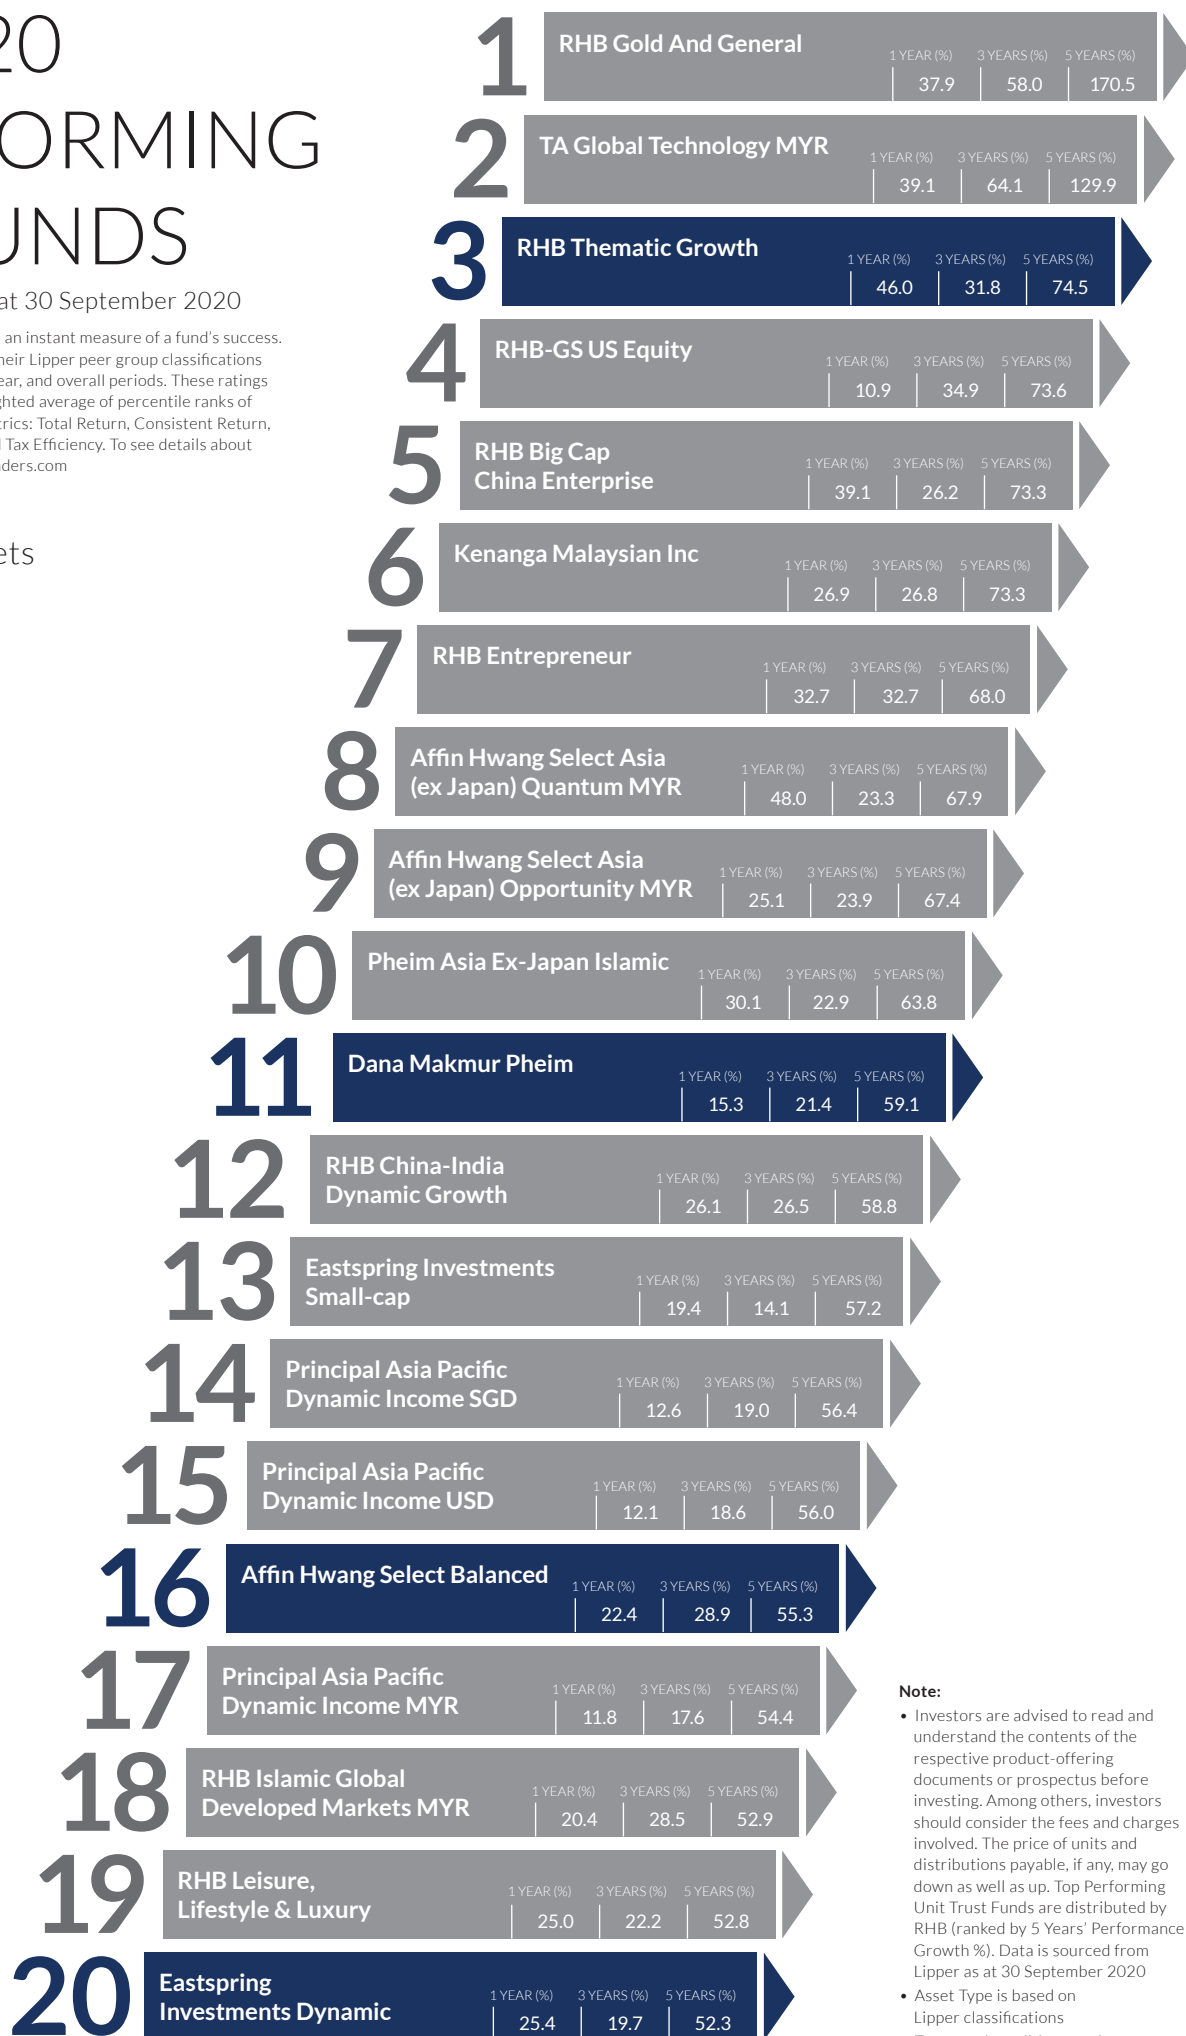 20
ORMING
UNDS
at 30 September 2020
an instant measure of a fund's success.
heir Lipper peer group classifications
ear, and overall periods. These ratings
ghted average of percentile ranks of
trics: Total Return, Consistent Return,
Tax Efficiency. To see details about
ders.com
ets
1
RHB Gold And General
1 YEAR (%) 3 YEARS (%) 5 YEARS (%)
37.9 58.0 170.5
2
TA Global Technology MYR
1 YEAR (%) 3 YEARS (%) 5 YEARS (%)
39.1 64.1 129.9
3
RHB Thematic Growth
1 YEAR (%) 3 YEARS (%) 5 YEARS (%)
46.0 31.8 74.5
4
RHB-GS US Equity
1 YEAR (%) 3 YEARS (%) 5 YEARS (%)
10.9 34.9 73.6
5
RHB Big Cap
China Enterprise
1 YEAR (%) 3 YEARS (%) 5 YEARS (%)
39.1 26.2 73.3
6
Kenanga Malaysian Inc
1 YEAR (%) 3 YEARS (%) 5 YEARS (%)
26.9 26.8 73.3
7
RHB Entrepreneur
1 YEAR (%) 3 YEARS (%) 5 YEARS (%)
32.7 32.7 68.0
8
Affin Hwang Select Asia
(ex Japan) Quantum MYR
1 YEAR (%) 3 YEARS (%) 5 YEARS (%)
48.0 23.3 67.9
9
Affin Hwang Select Asia
(ex Japan) Opportunity MYR
1 YEAR (%) 3 YEARS (%) 5 YEARS (%)
25.1 23.9 67.4
10
Pheim Asia Ex-Japan Islamic
1 YEAR (%) 3 YEARS (%) 5 YEARS (%)
30.1 22.9 63.8
11
Dana Makmur Pheim
1 YEAR (%) 3 YEARS (%) 5 YEARS (%)
15.3 21.4 59.1
12
RHB China-India
Dynamic Growth
1 YEAR (%) 3 YEARS (%) 5 YEARS (%)
26.1 26.5 58.8
13
Eastspring Investments
Small-cap
1 YEAR (%) 3 YEARS (%) 5 YEARS (%)
19.4 14.1 57.2
14
Principal Asia Pacific
Dynamic Income SGD
1 YEAR (%) 3 YEARS (%) 5 YEARS (%)
12.6 19.0 56.4
15
Principal Asia Pacific
Dynamic Income USD
1 YEAR (%) 3 YEARS (%) 5 YEARS (%)
12.1 18.6 56.0
16
Affin Hwang Select Balanced
1 YEAR (%) 3 YEARS (%) 5 YEARS (%)
22.4 28.9 55.3
17
Principal Asia Pacific
Dynamic Income MYR
1 YEAR (%) 3 YEARS (%) 5 YEARS (%)
11.8 17.6 54.4
18
RHB Islamic Global
Developed Markets MYR
1 YEAR (%) 3 YEARS (%) 5 YEARS (%)
20.4 28.5 52.9
19
RHB Leisure,
Lifestyle & Luxury
1 YEAR (%) 3 YEARS (%) 5 YEARS (%)
25.0 22.2 52.8
20
Eastspring
Investments Dynamic
1 YEAR (%) 3 YEARS (%) 5 YEARS (%)
25.4 19.7 52.3
Note:
• Investors are advised to read and
understand the contents of the
respective product-offering
documents or prospectus before
investing. Among others, investors
should consider the fees and charges
involved. The price of units and
distributions payable, if any, may go
down as well as up. Top Performing
Unit Trust Funds are distributed by
RHB (ranked by 5 Years' Performance
Growth %). Data is sourced from
Lipper as at 30 September 2020
• Asset Type is based on
Lipper classifications